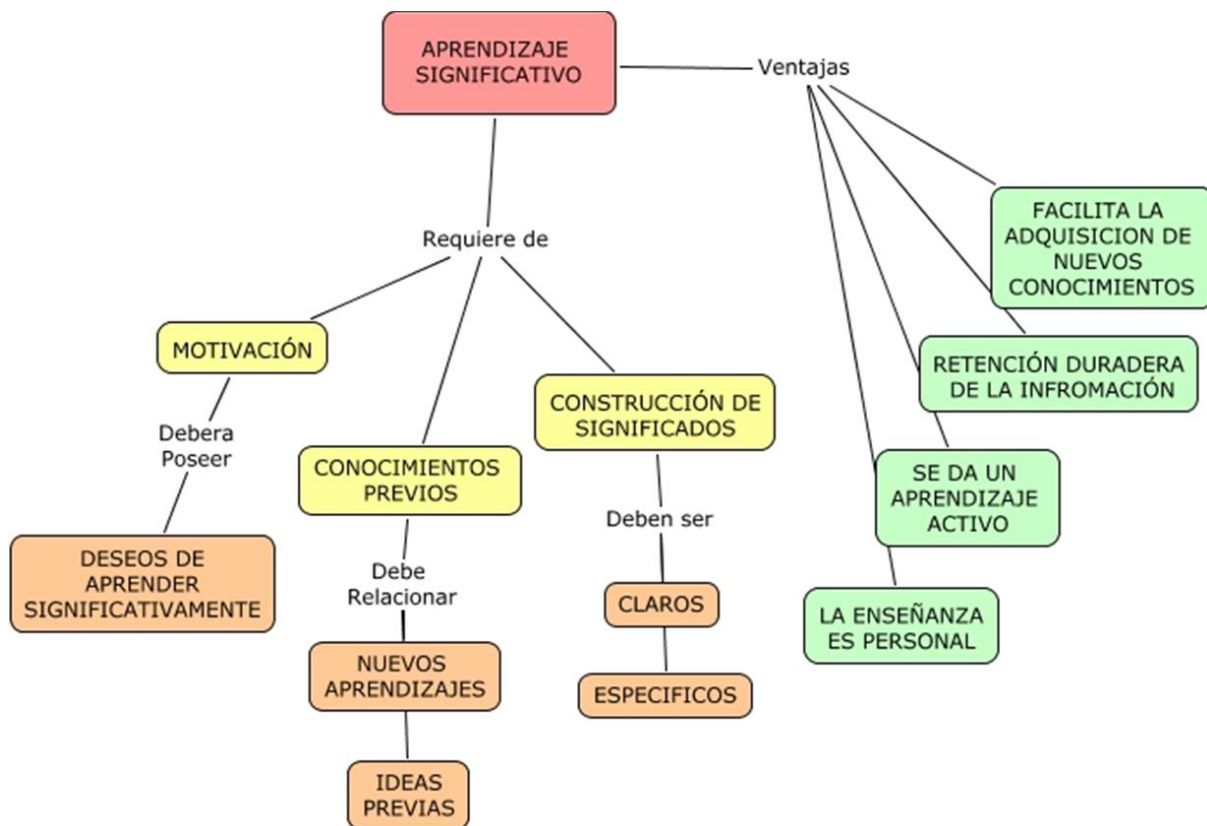 APRENDIZAJE
SIGNIFICATIVO
Ventajas
Requiere de
MOTIVACIÓN
Debera
Poseer
DESEOS DE
APRENDER
SIGNIFICATIVAMENTE
CONOCIMIENTOS
PREVIOS
Debe
Relacionar
NUEVOS
APRENDIZAJES
IDEAS
PREVIAS
CONSTRUCCIÓN DE
SIGNIFICADOS
Deben ser
CLAROS
ESPECIFICOS
FACILITA LA
ADQUISICION DE
NUEVOS
CONOCIMIENTOS
RETENCIÓN DURADERA
DE LA INFROMACIÓN
SE DA UN
APRENDIZAJE
ACTIVO
LA ENSEÑANZA
ES PERSONAL